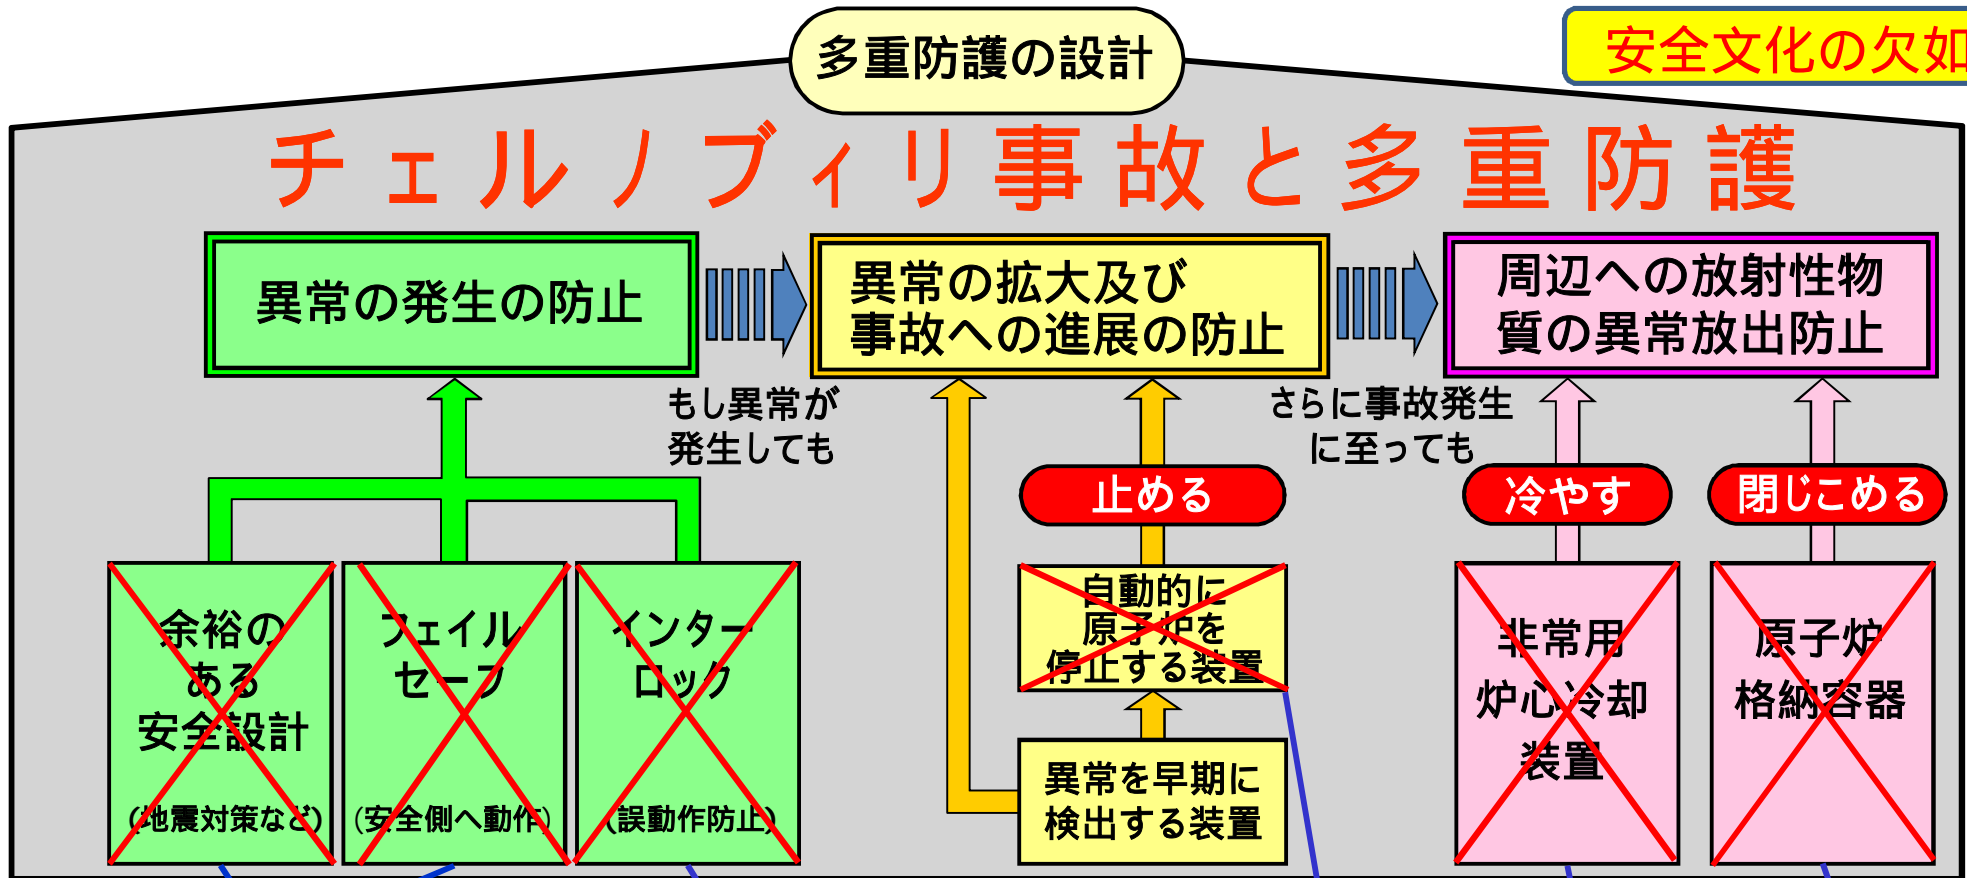 多重防護の設計
安全文化の欠如
チェルノブィリ事故と多重防護
異常の発生の防止
異常の拡大及び
事故への進展の防止
周辺への放射性物
質の異常放出防止
もし異常が
発生しても
さらに事故発生
に至っても
止める
冷やす
閉じこめる
余裕の
ある
安全設計
(地震対策など)
フェイル
セーフ
(安全側へ動作)
インター
ロック
(誤動作防止)
自動的に
原子炉を
停止する装置
異常を早期に
検出する装置
非常用
炉心冷却
装置
原子炉
格納容器